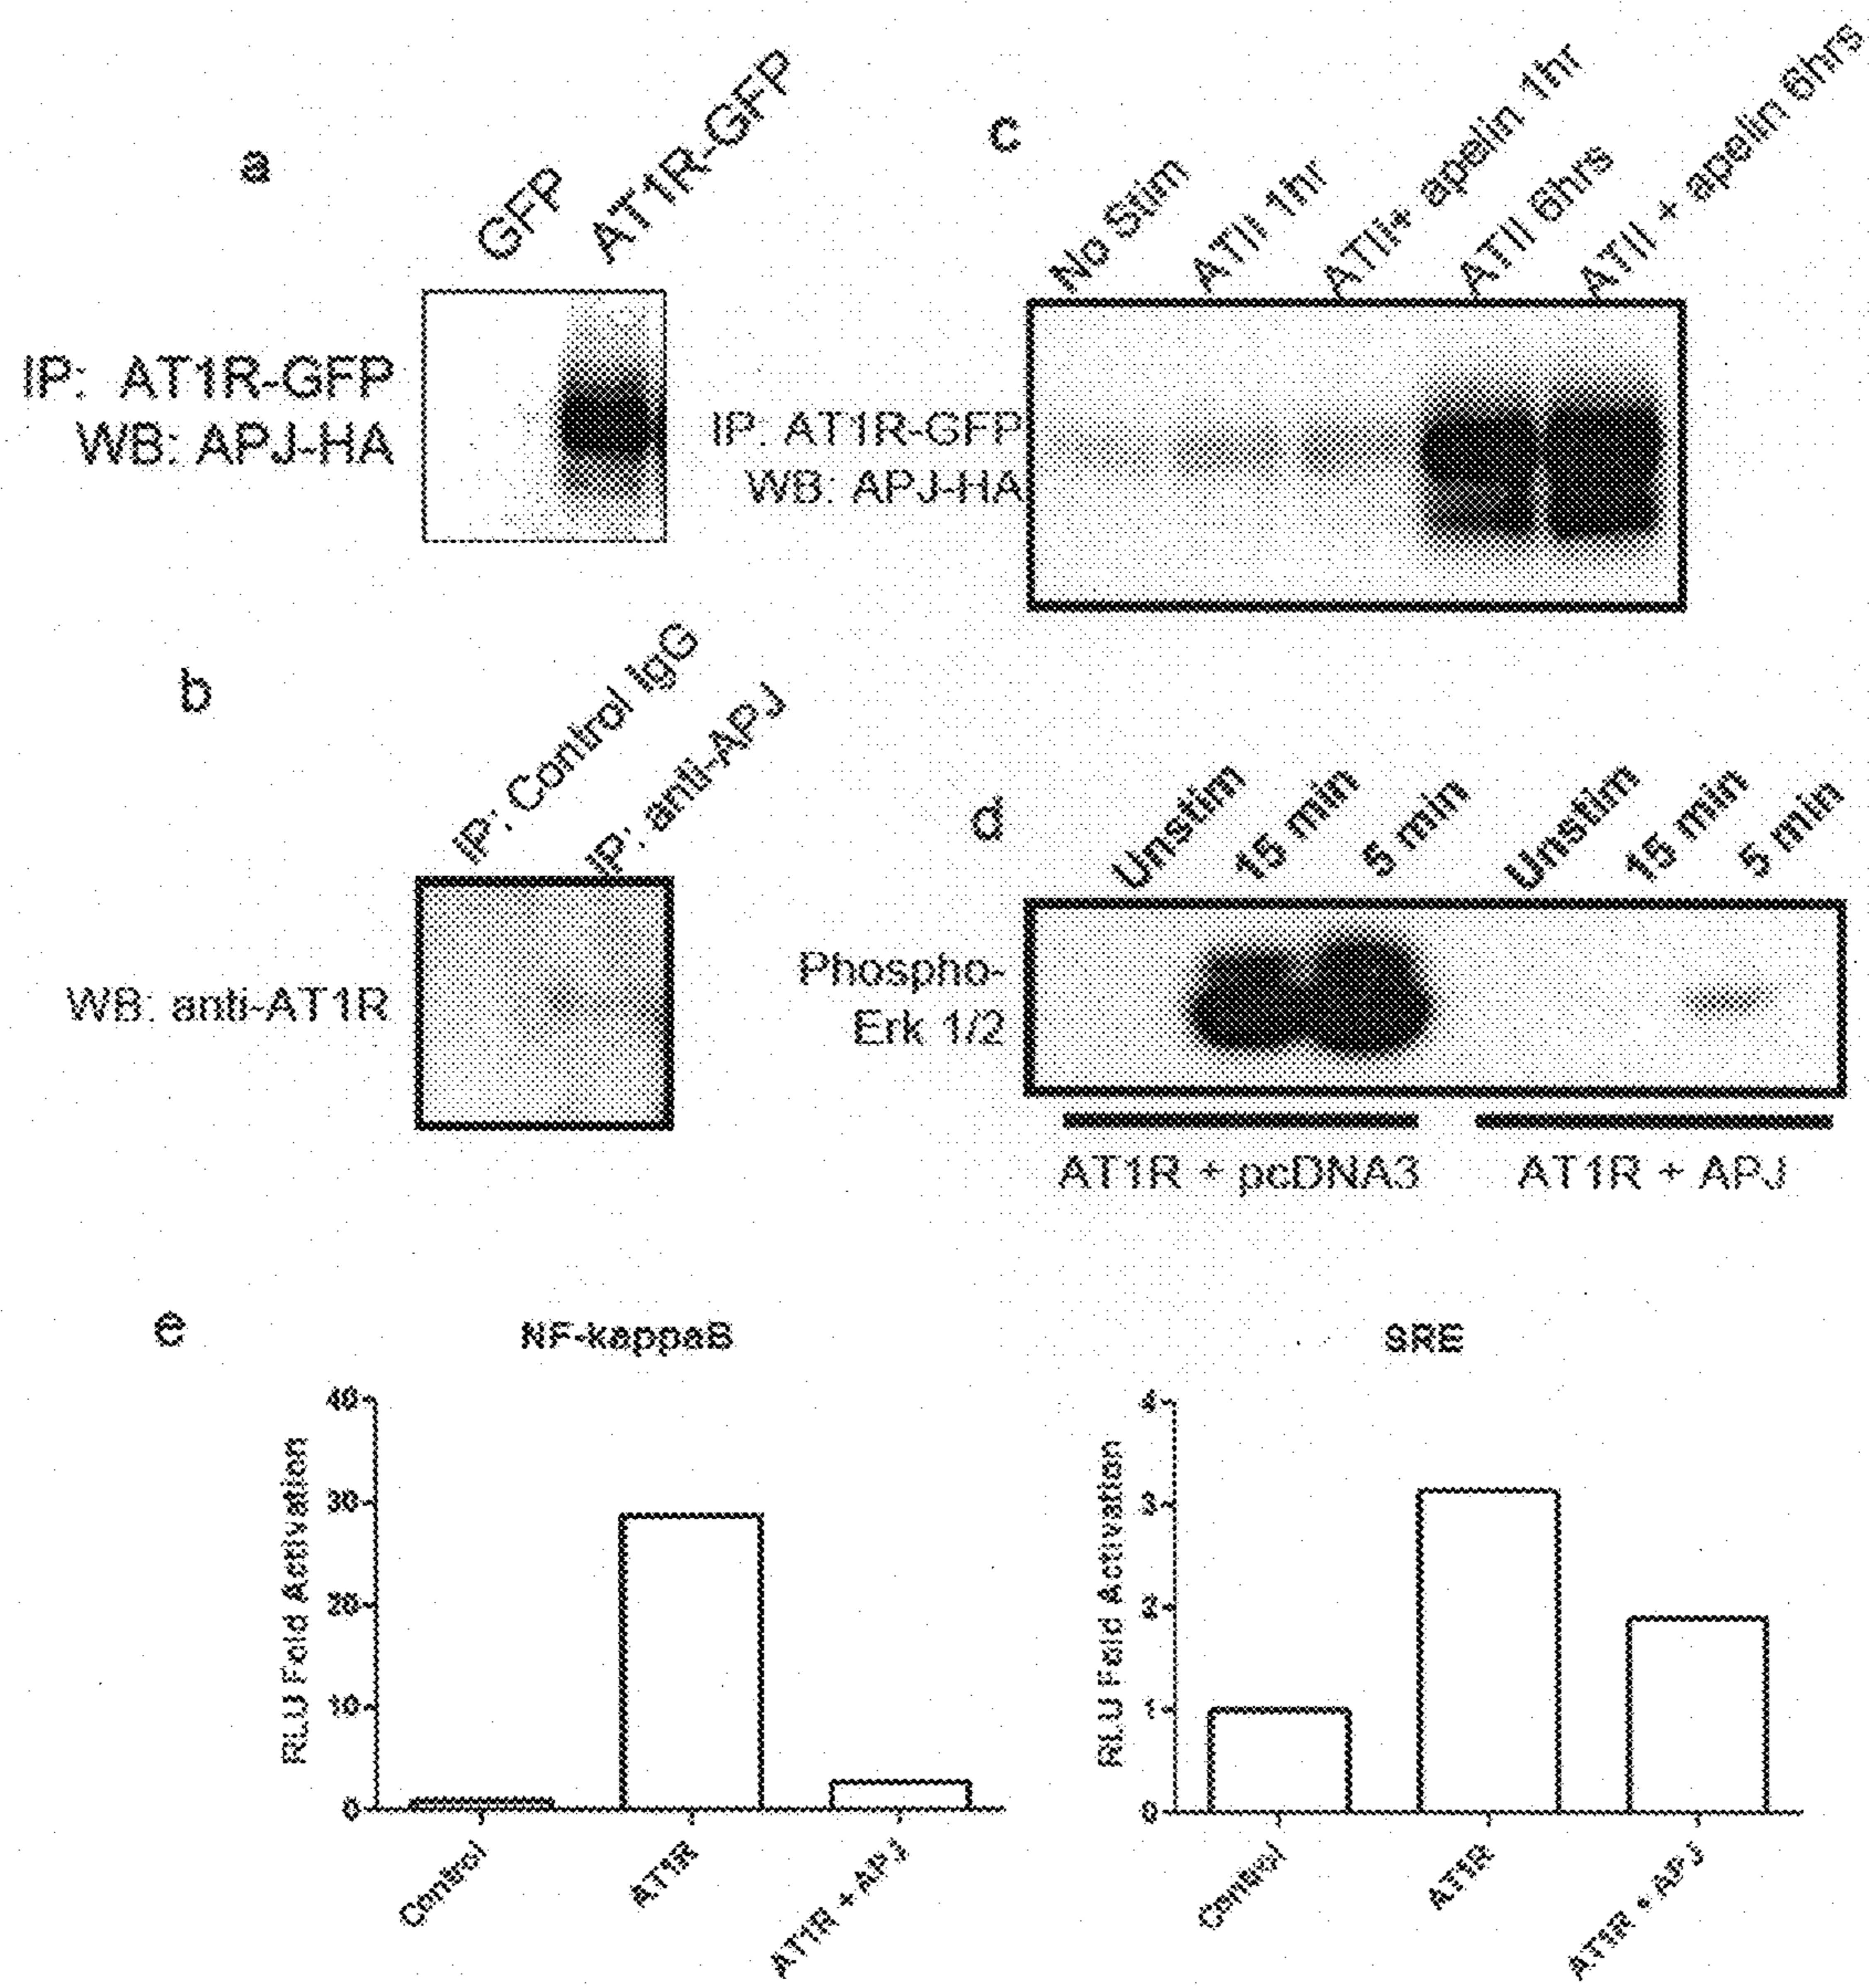 a
GFP
AT1R-GFP
IP: AT1R-GFP
WB: APJ-HA
c
No Stim
ATII 1hr
ATII+ apelin 1hr
ATII 6hrs
ATII + apelin 6hrs
IP: AT1R-GFP
WB: APJ-HA
b
IP: Control IgG
IP: anti-APJ
WB: anti-AT1R
d
Unstim
15 min
5 min
Unstim
15 min
5 min
Phospho-
Erk 1/2
AT1R + pcDNA3
AT1R + APJ
e
NF-kappaB
RLU Fold Activation
40
30
20
10
0
Control
AT1R
AT1R + APJ
SRE
RLU Fold Activation
4
3
2
1
0
Control
AT1R
AT1R + APJ